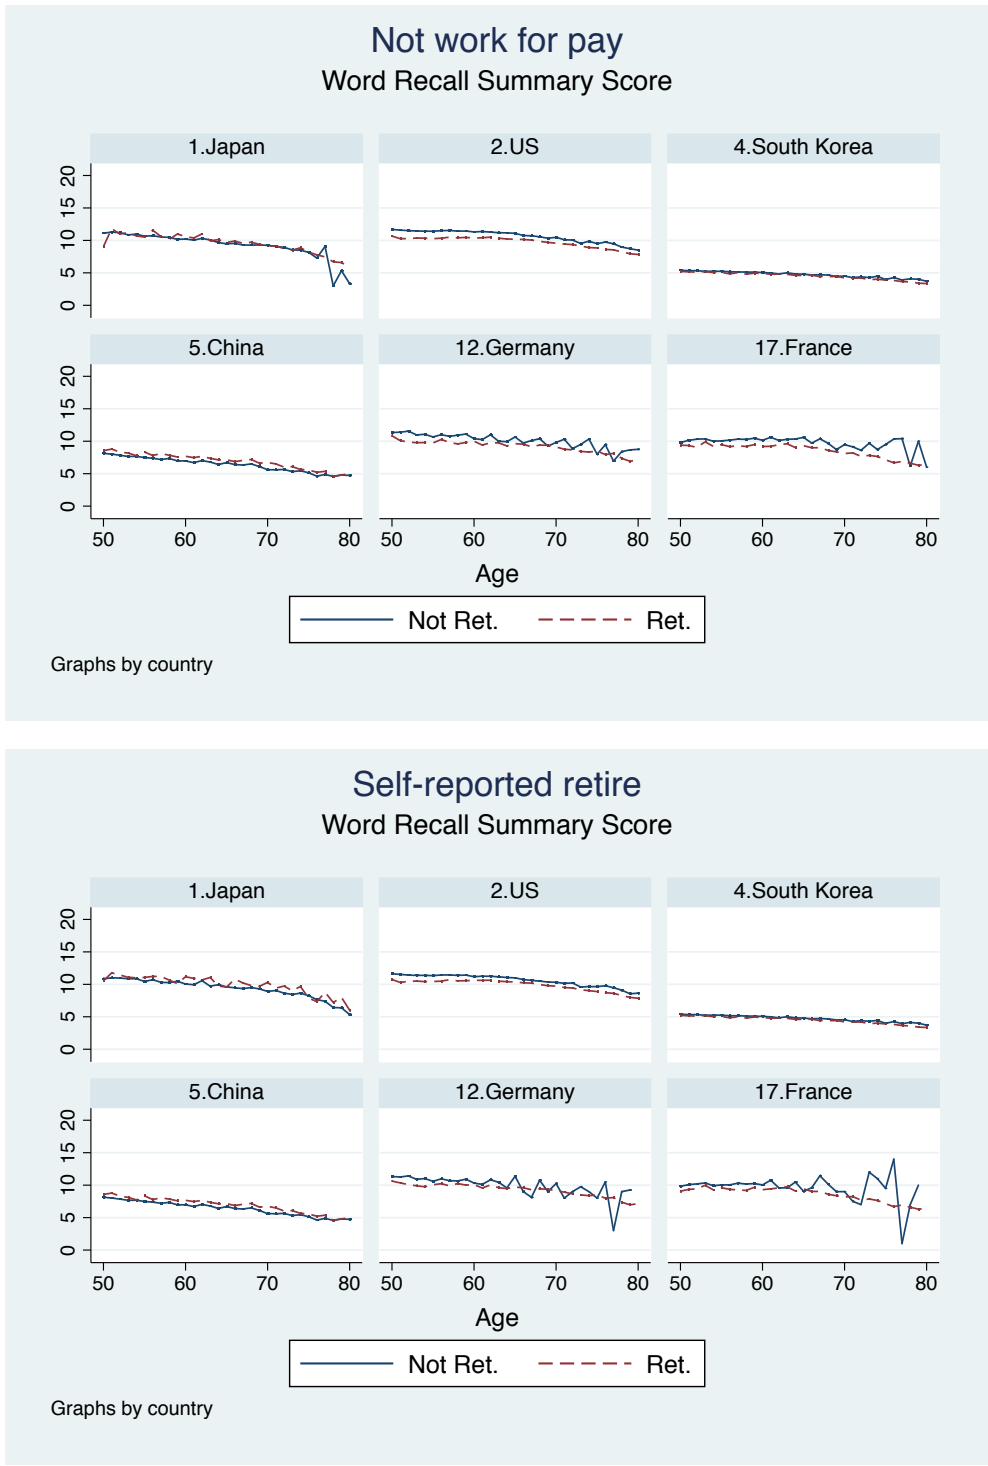 Not work for pay
Word Recall Summary Score
1.Japan 2.US 4.South Korea
20
15
10
5
0
5.China 12.Germany 17.France
20
15
10
5
0
50 60 70 80 50 60 70 80 50 60 70 80
Age
Not Ret. Ret.
Graphs by country
Self-reported retire
Word Recall Summary Score
1.Japan 2.US 4.South Korea
20
15
10
5
0
5.China 12.Germany 17.France
20
15
10
5
0
50 60 70 80 50 60 70 80 50 60 70 80
Age
Not Ret. Ret.
Graphs by country